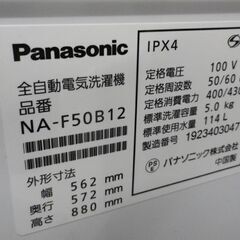 Panasonic
全自動電気洗濯機
品番
NA-F50B12
外形寸法
幅 562 mm
奥行 572 mm
高さ 880 mm
IPX4
定格電圧 100 V
定格周波数 50/60
定格消費電力 400/430
標準洗濯容量 5.0 kg
標準使用水量 114 L
製造番号 1923403047
パナソニック株式会
中国製